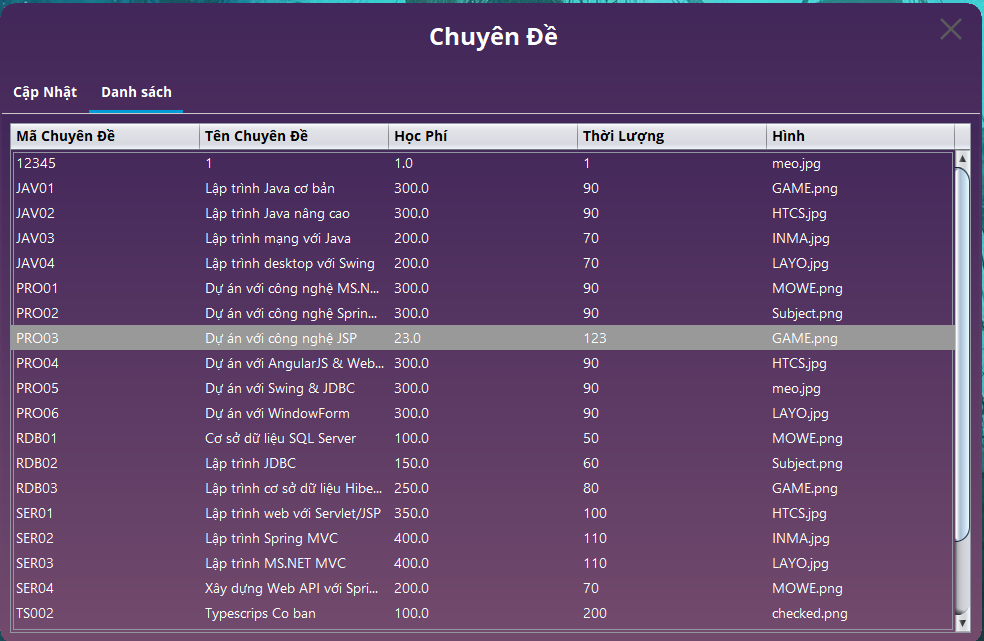 Chuyên Đề
Cập Nhật Danh sách
Mã Chuyên Đề Tên Chuyên Đề Học Phí Thời Lượng Hình
12345 1 1.0 1 meo.jpg
JAV01 Lập trình Java cơ bản 300.0 90 GAME.png
JAV02 Lập trình Java nâng cao 300.0 90 HTCS.jpg
JAV03 Lập trình mạng với Java 200.0 70 INMA.jpg
JAV04 Lập trình desktop với Swing 200.0 70 LAYO.jpg
PRO01 Dự án với công nghệ MS.N... 300.0 90 MOWE.png
PRO02 Dự án với công nghệ Sprin... 300.0 90 Subject.png
PRO03 Dự án với công nghệ JSP 23.0 123 GAME.png
PRO04 Dự án với AngularJS & Web... 300.0 90 HTCS.jpg
PRO05 Dự án với Swing & JDBC 300.0 90 meo.jpg
PRO06 Dự án với WindowForm 300.0 90 LAYO.jpg
RDB01 Cơ sở dữ liệu SQL Server 100.0 50 MOWE.png
RDB02 Lập trình JDBC 150.0 60 Subject.png
RDB03 Lập trình cơ sở dữ liệu Hibe... 250.0 80 GAME.png
SER01 Lập trình web với Servlet/JSP 350.0 100 HTCS.jpg
SER02 Lập trình Spring MVC 400.0 110 INMA.jpg
SER03 Lập trình MS.NET MVC 400.0 110 LAYO.jpg
SER04 Xây dựng Web API với Spri... 200.0 70 MOWE.png
TS002 Typescrips Co ban 100.0 200 checked.png